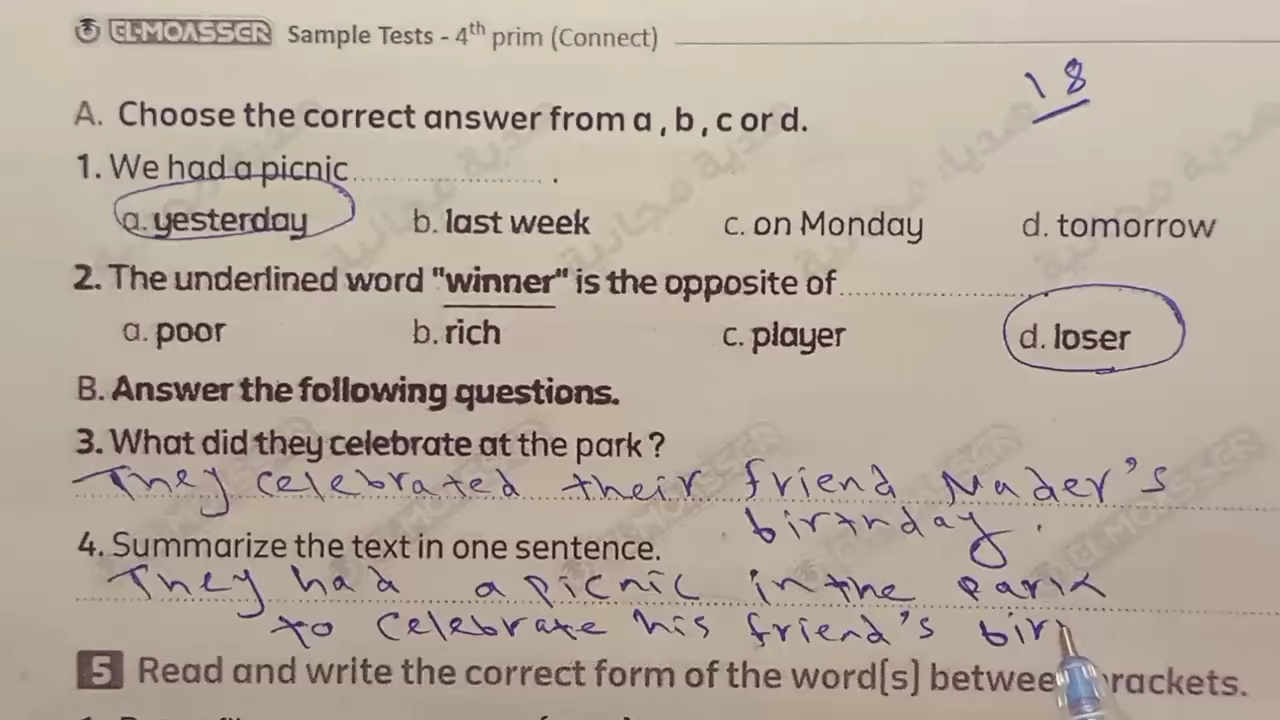 EL-MOASSER Sample Tests - 4th prim (Connect)
18
A. Choose the correct answer from a , b , c or d.
1. We had a picnic .................... .
a. yesterday b. last week c. on Monday d. tomorrow
2. The underlined word "winner" is the opposite of ....................
a. poor b. rich c. player d. loser
B. Answer the following questions.
3. What did they celebrate at the park ?
They celebrated their friend Nader's
birthday .
4. Summarize the text in one sentence.
They had a picnic in the park
to celebrate his friend's bir
5 Read and write the correct form of the word(s) betwee rackets.